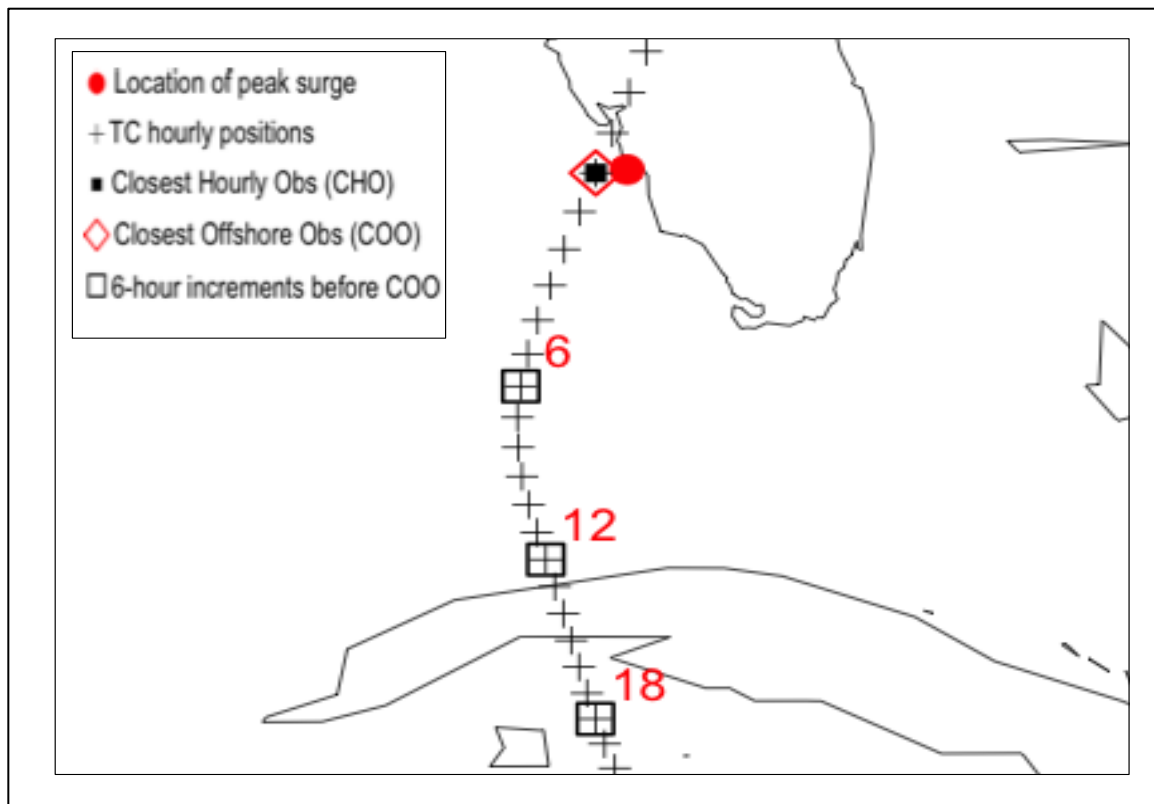 Location of peak surge
TC hourly positions
Closest Hourly Obs (CHO)
Closest Offshore Obs (COO)
6-hour increments before COO
6
12
18